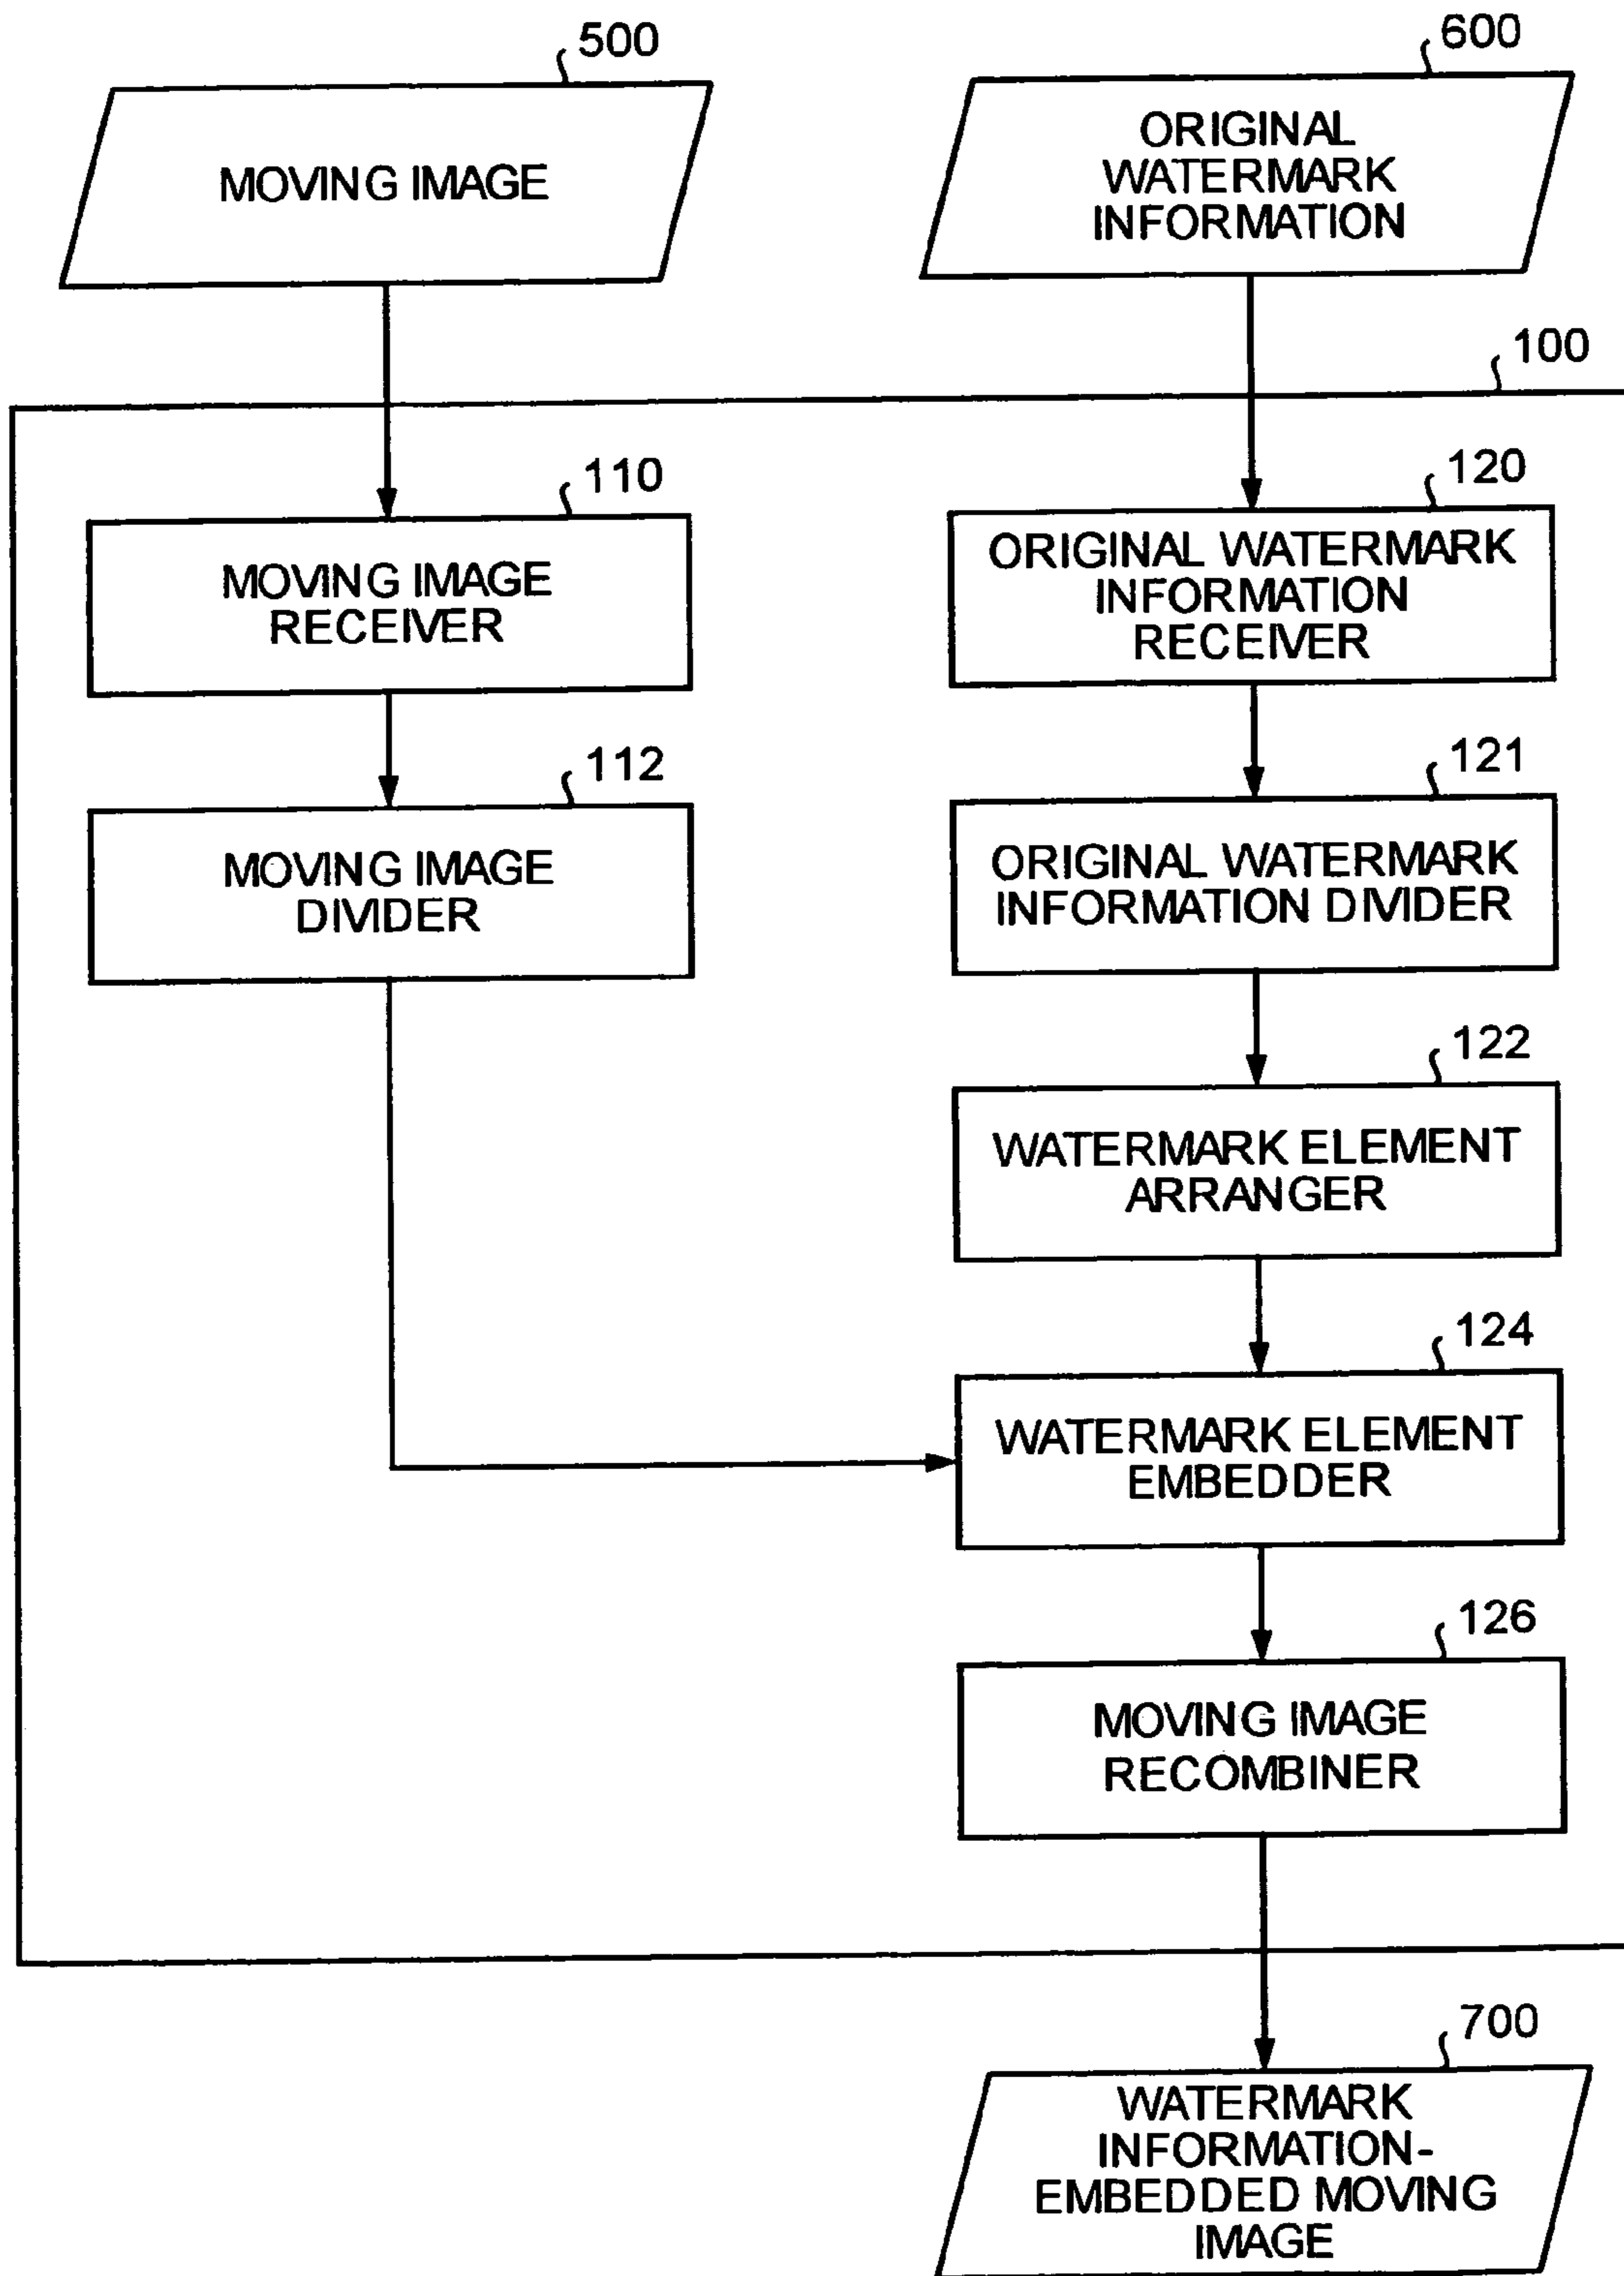 500
MOVING IMAGE
600
ORIGINAL
WATERMARK
INFORMATION
100
110
MOVING IMAGE
RECEIVER
120
ORIGINAL WATERMARK
INFORMATION
RECEIVER
112
MOVING IMAGE
DIVIDER
121
ORIGINAL WATERMARK
INFORMATION DIVIDER
122
WATERMARK ELEMENT
ARRANGER
124
WATERMARK ELEMENT
EMBEDDER
126
MOVING IMAGE
RECOMBINER
700
WATERMARK
INFORMATION-
EMBEDDED MOVING
IMAGE